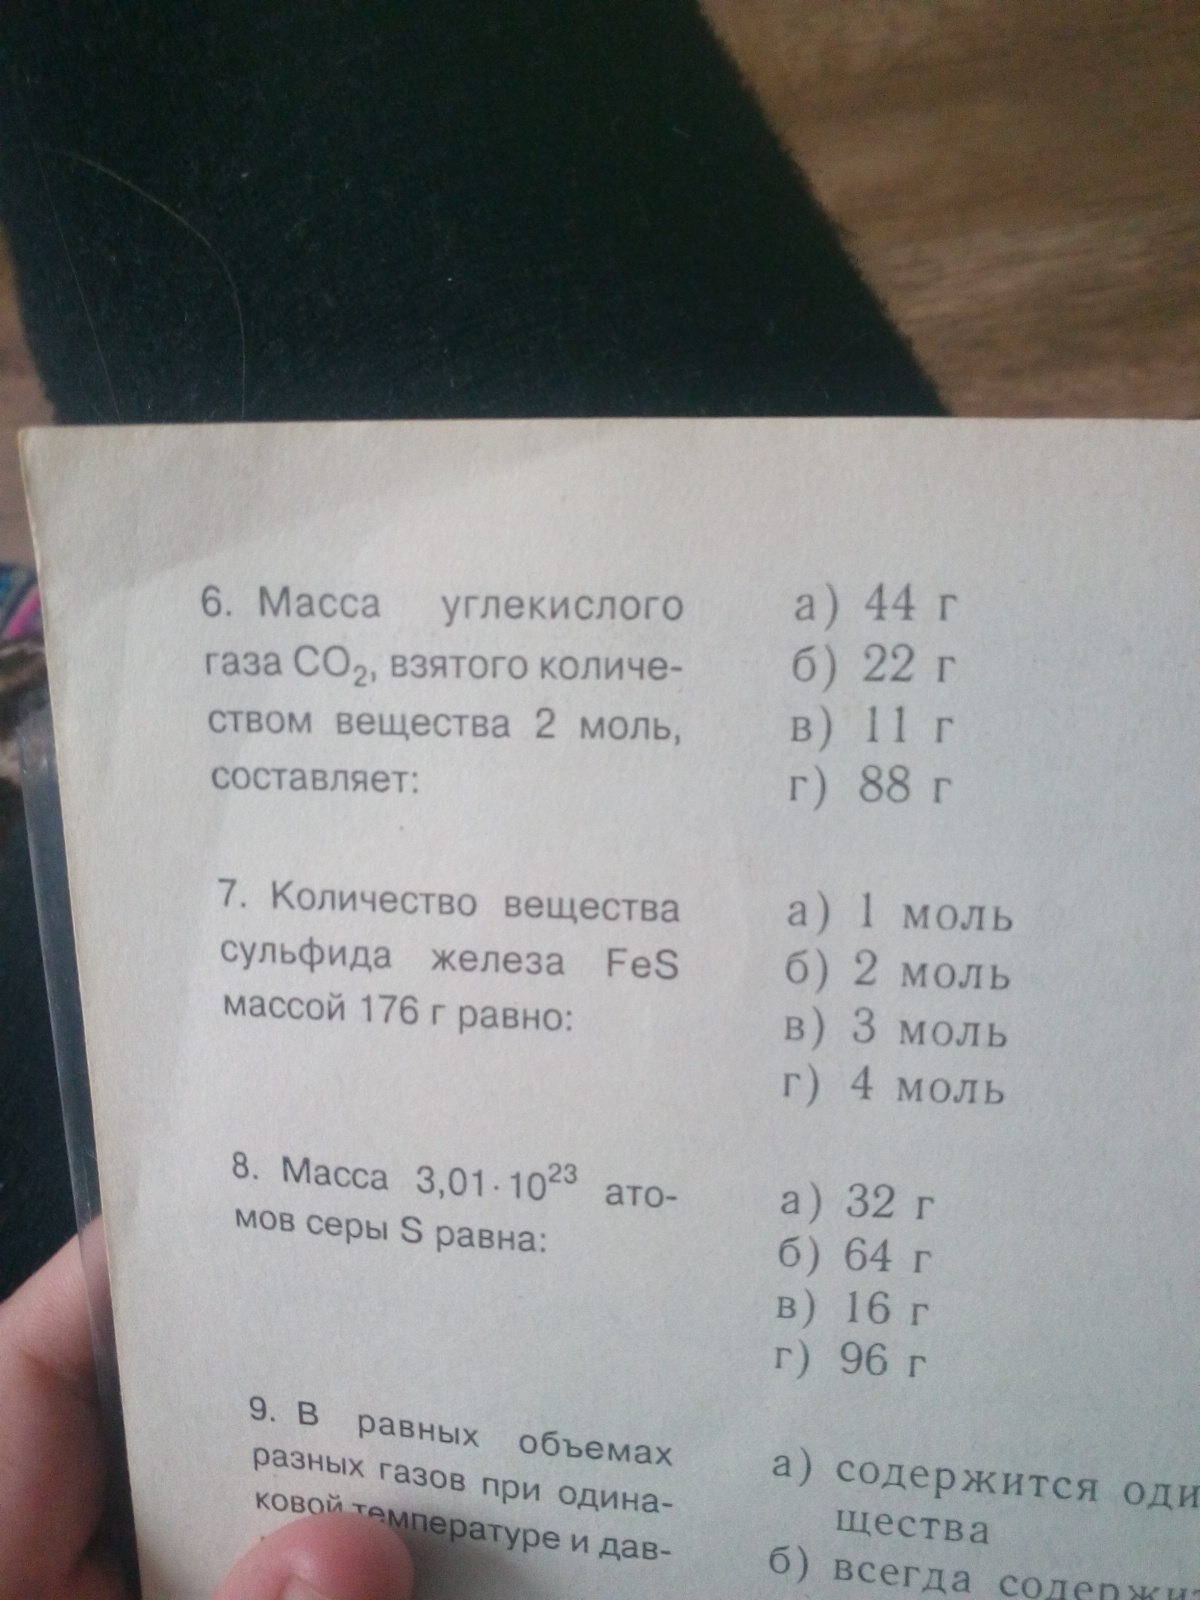 6. Масса углекислого
газа CO₂, взятого количе-
ством вещества 2 моль,
составляет:
а) 44 г
б) 22 г
в) 11 г
г) 88 г
7. Количество вещества
сульфида железа FeS
массой 176 г равно:
а) 1 моль
б) 2 моль
в) 3 моль
г) 4 моль
8. Масса 3,01·10²³ ато-
мов серы S равна:
а) 32 г
б) 64 г
в) 16 г
г) 96 г
9. В равных объемах
разных газов при одина-
ковой температуре и дав-
а) содержится оди
щества
б) всегда содержи